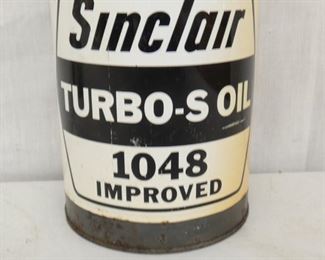 Sinclair
TURBO-S OIL
1048
IMPROVED